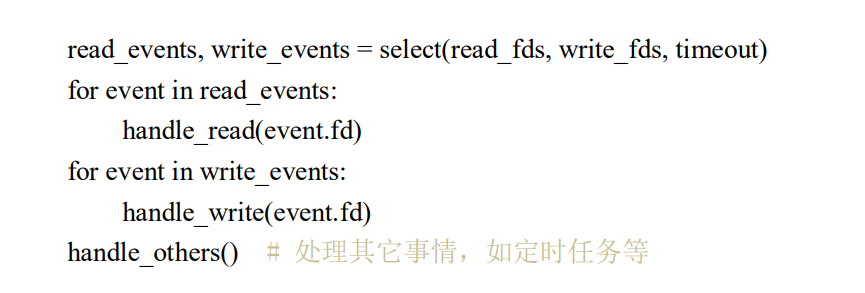 read_events, write_events = select(read_fds, write_fds, timeout)
for event in read_events:
handle_read(event.fd)
for event in write_events:
handle_write(event.fd)
handle_others() # 处理其它事情，如定时任务等